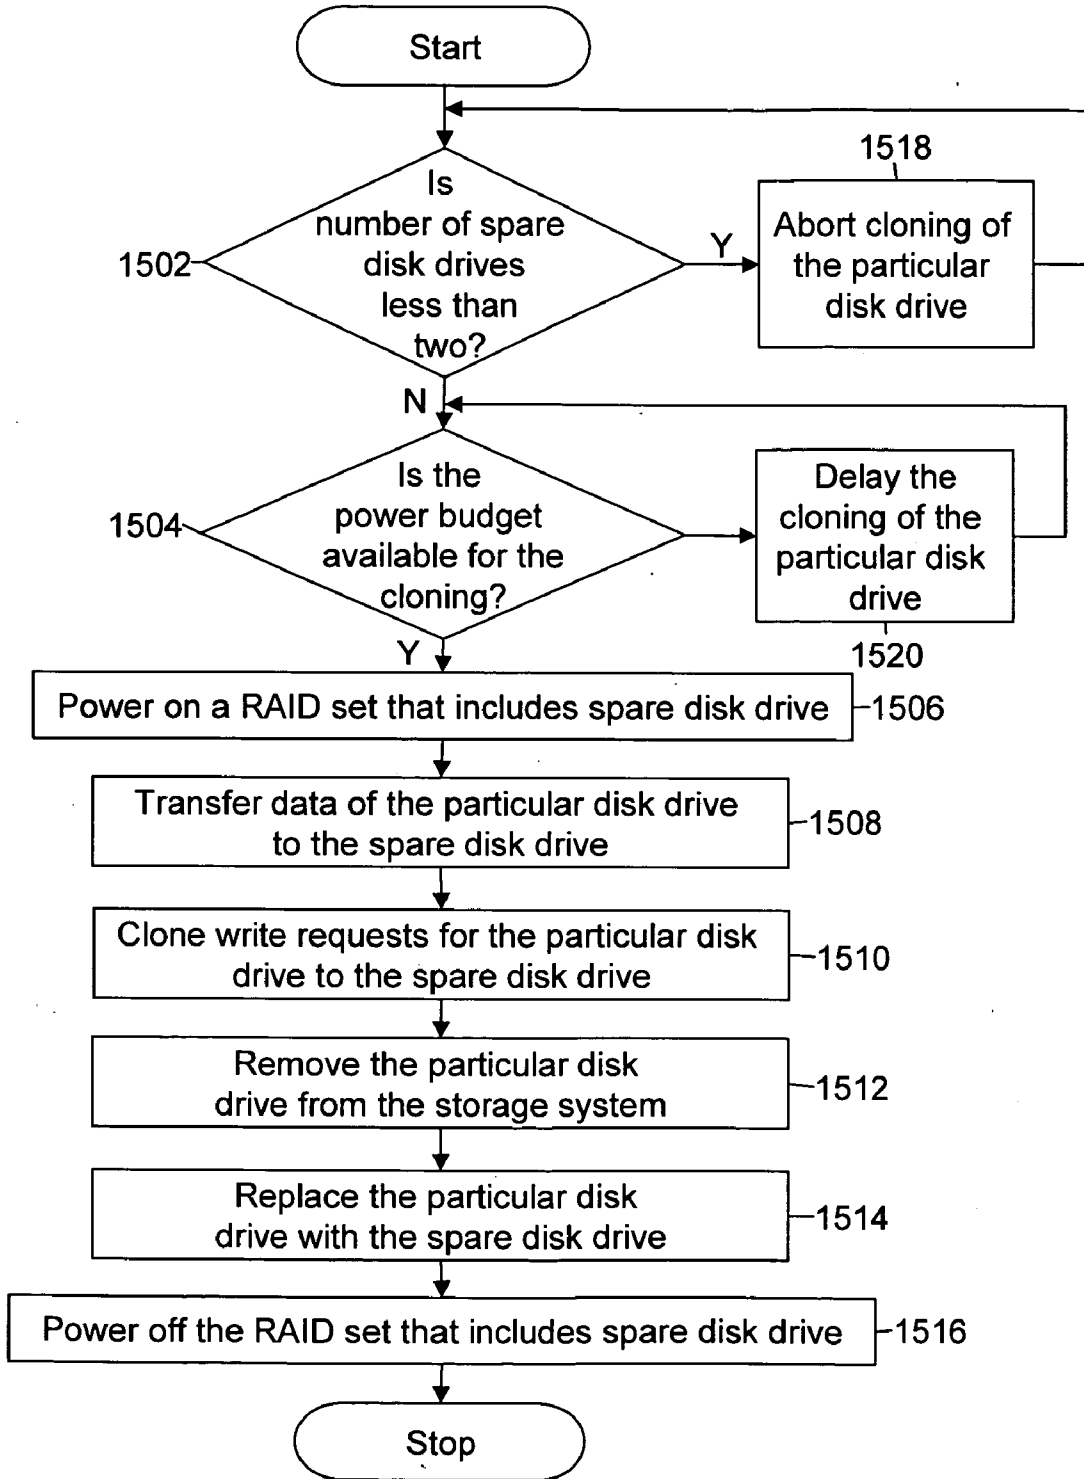 Start
1518
Is
number of spare
disk drives
less than
two?
1502
Y
Abort cloning of
the particular
disk drive
N
Is the
power budget
available for the
cloning?
1504
Delay the
cloning of the
particular disk
drive
1520
Y
Power on a RAID set that includes spare disk drive
1506
Transfer data of the particular disk drive
to the spare disk drive
1508
Clone write requests for the particular disk
drive to the spare disk drive
1510
Remove the particular disk
drive from the storage system
1512
Replace the particular disk
drive with the spare disk drive
1514
Power off the RAID set that includes spare disk drive
1516
Stop